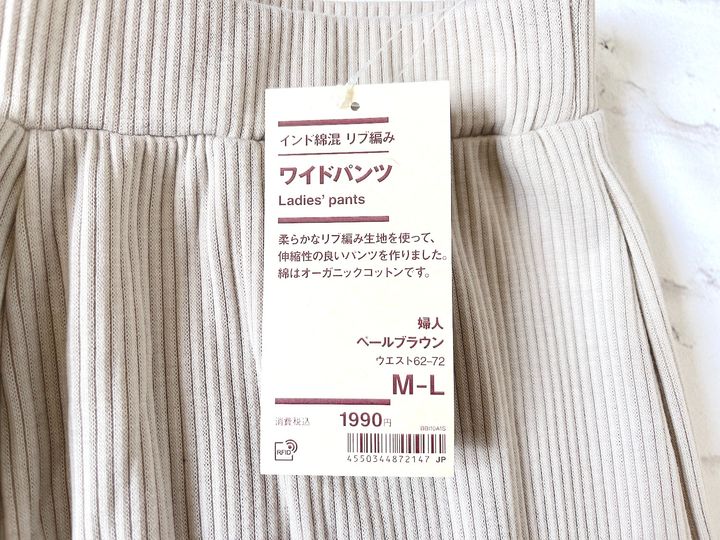 インド綿混 リブ編み
ワイドパンツ
Ladies' pants
柔らかなリブ編み生地を使って、
伸縮性の良いパンツを作りました。
綿はオーガニックコットンです。
婦人
ペールブラウン
ウエスト62-72
M-L
消費税込 1990円
BBI10A1S
RFID
4550344872147 JP